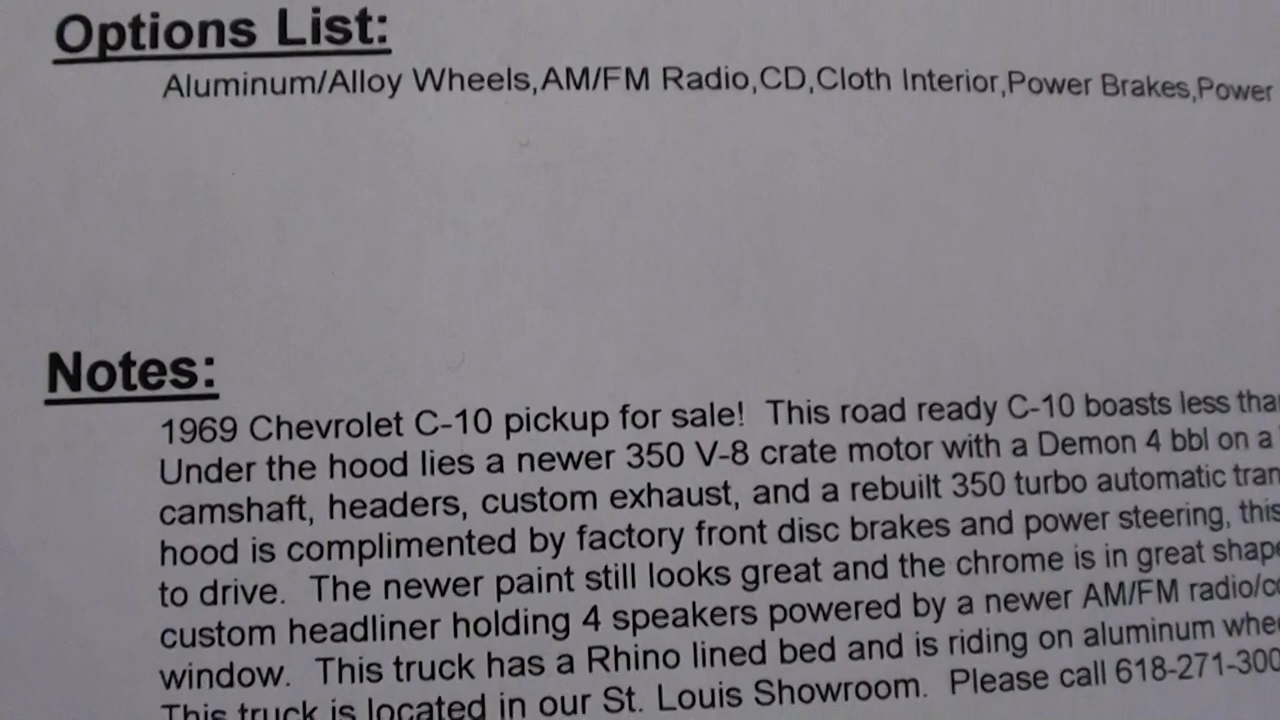 Options List:
Aluminum/Alloy Wheels,AM/FM Radio,CD,Cloth Interior,Power Brakes,Power
Notes:
1969 Chevrolet C-10 pickup for sale! This road ready C-10 boasts less
Under the hood lies a newer 350 V-8 crate motor with a Demon 4 bbl on a
camshaft, headers, custom exhaust, and a rebuilt 350 turbo automatic
hood is complimented by factory front disc brakes and power steering, this
to drive. The newer paint still looks great and the chrome is in great
custom headliner holding 4 speakers powered by a newer AM/FM
window. This truck has a Rhino lined bed and is riding on aluminum
This truck is located in our St. Louis Showroom. Please call 618-271-300